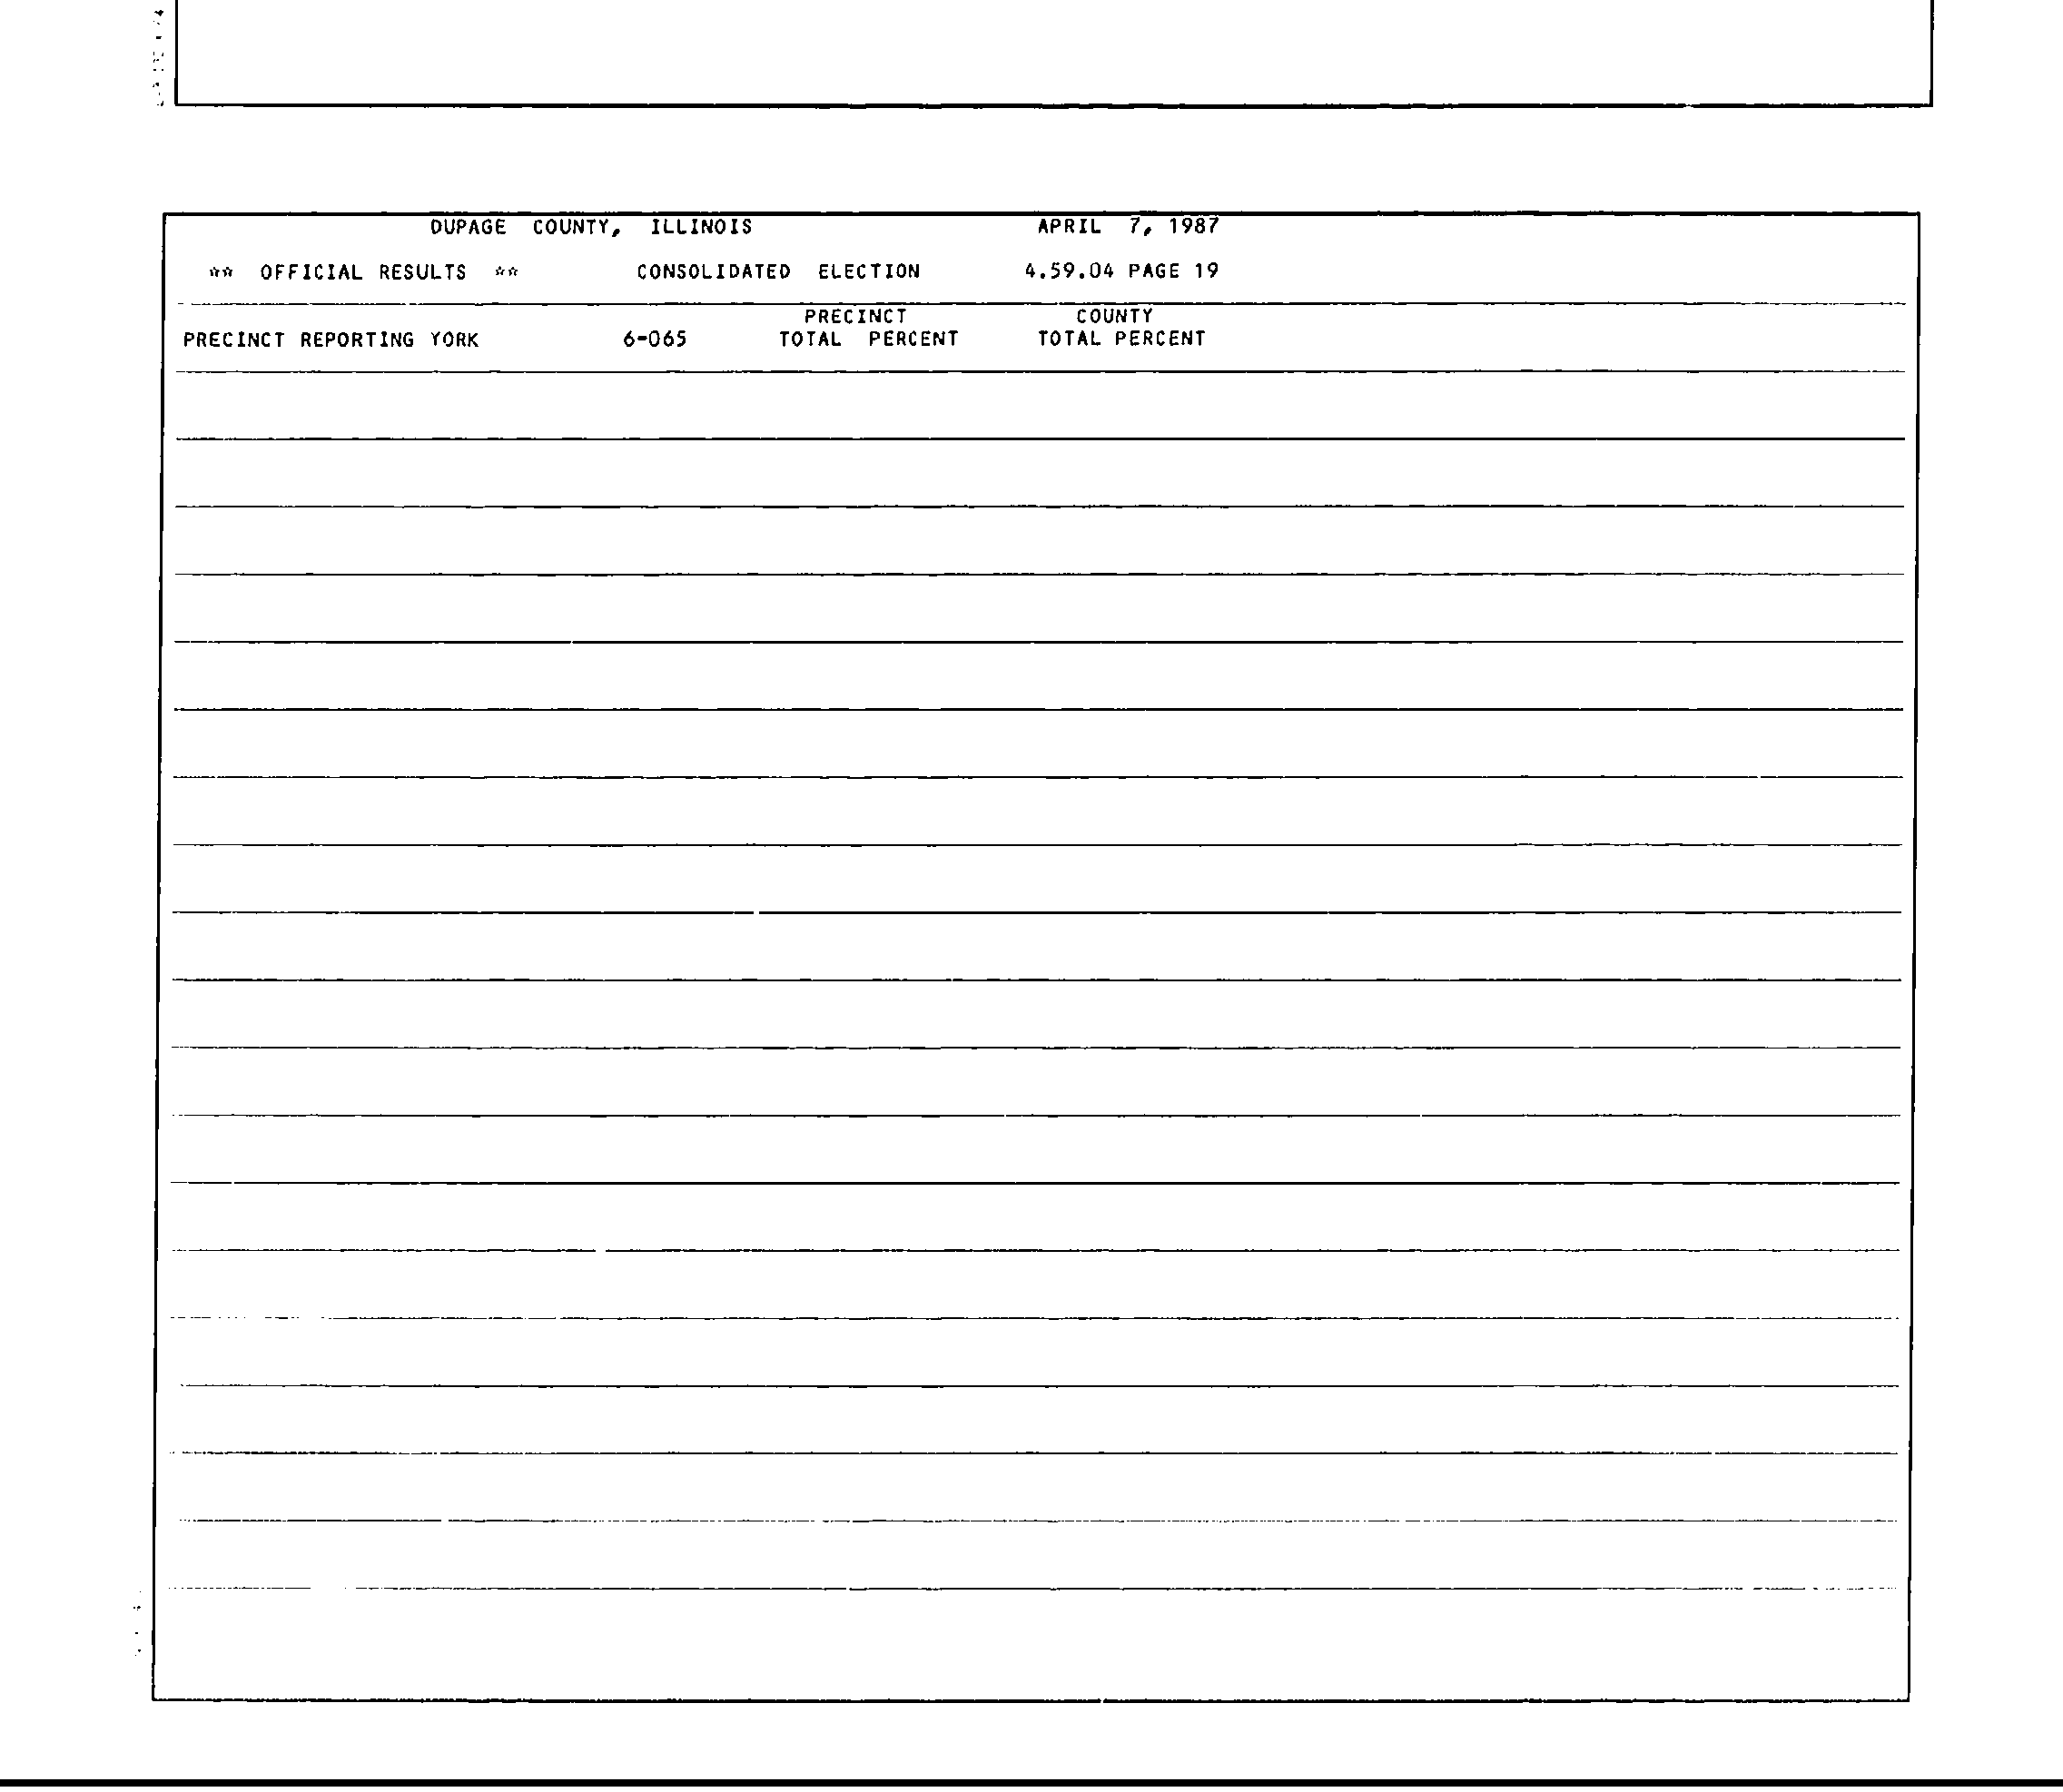 DUPAGE COUNTY, ILLINOIS APRIL 7, 1987
** OFFICIAL RESULTS ** CONSOLIDATED ELECTION 4.59.04 PAGE 19
PRECINCT COUNTY
PRECINCT REPORTING YORK 6-065 TOTAL PERCENT TOTAL PERCENT